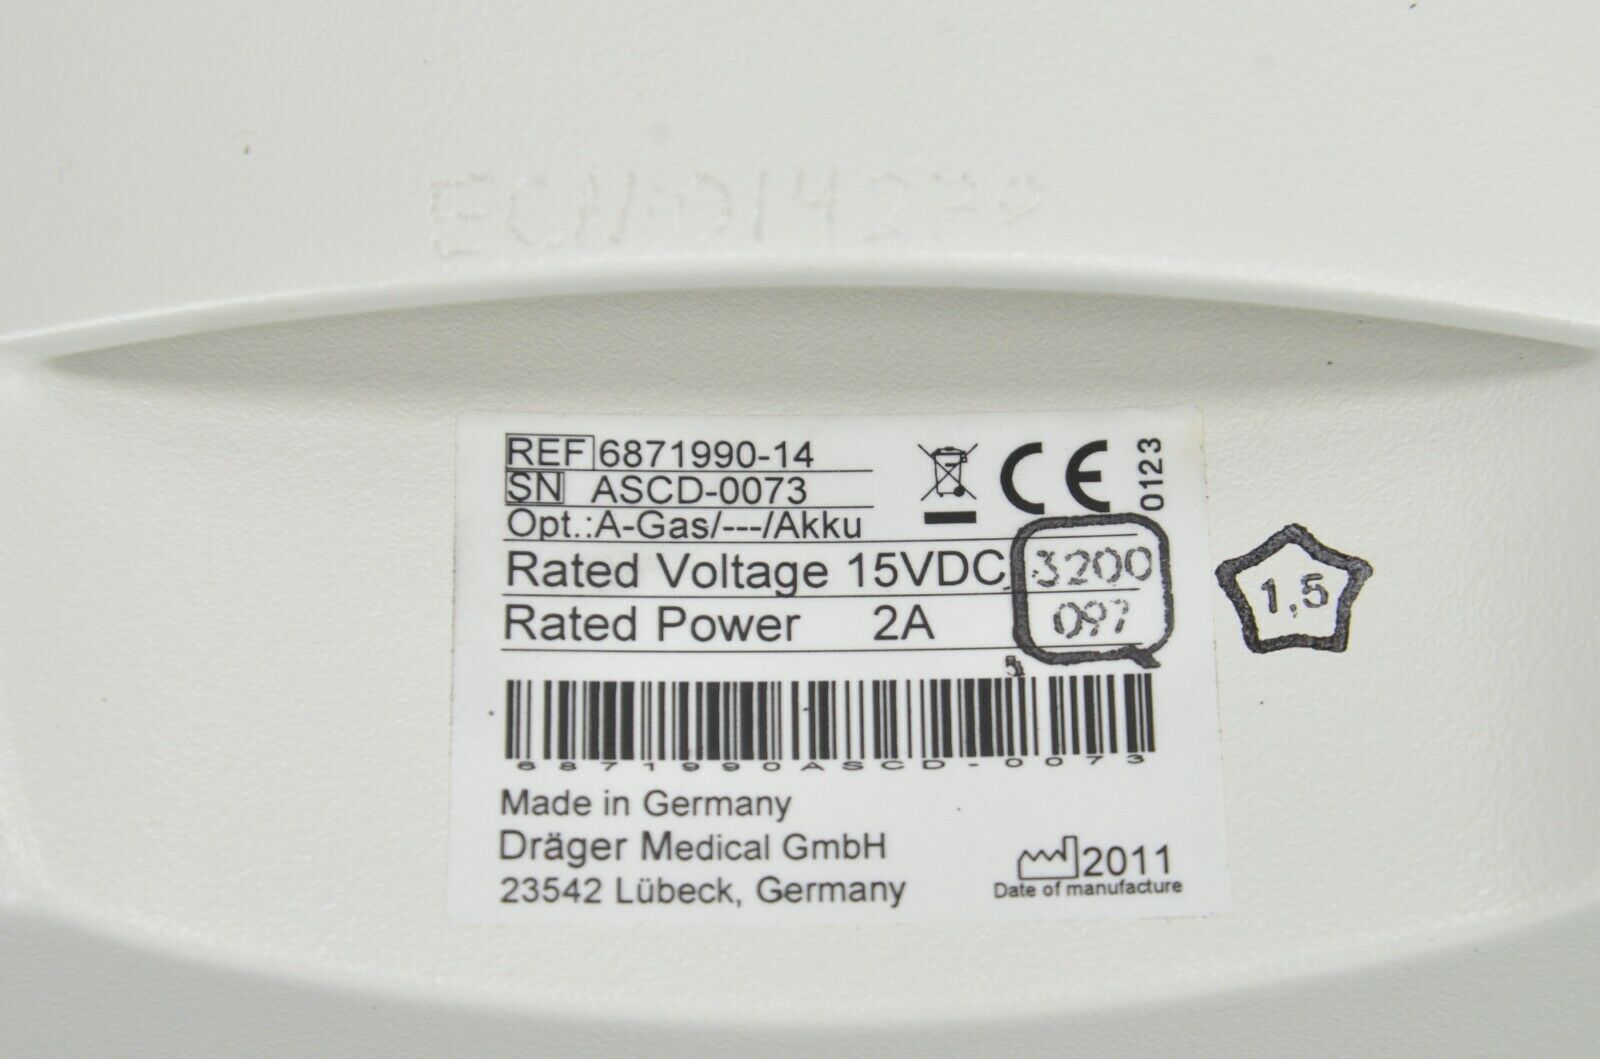 REF 6871990-14
SN ASCD-0073
Opt.:A-Gas/---/Akku
Rated Voltage 15VDC
Rated Power 2A
CE 0123
3200
097
1,5
6871990ASCD-0073
Made in Germany
Dräger Medical GmbH
23542 Lübeck, Germany
2011
Date of manufacture